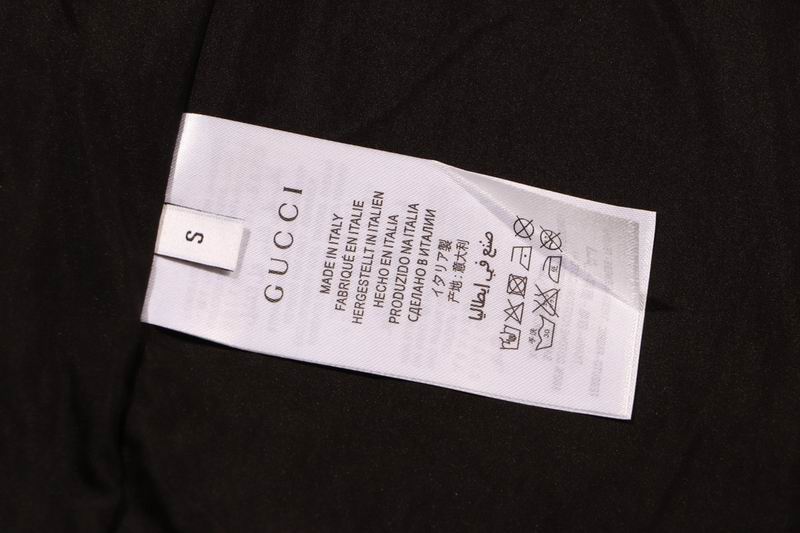 S
GUCCI
MADE IN ITALY
FABRIQUÉ EN ITALIE
HERGESTELLT IN ITALIEN
HECHO EN ITALIA
PRODUZIDO NA ITALIA
СДЕЛАНО В ИТАЛИИ
イタリア製
产地：意大利
صنع في إيطاليا